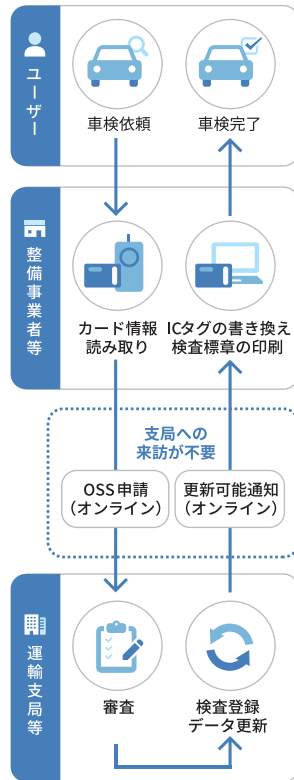 ユーザー
車検依頼
車検完了
整備事業者等
カード情報
読み取り
ICタグの書き換え
検査標章の印刷
支局への
来訪が不要
OSS申請
（オンライン）
更新可能通知
（オンライン）
運輸支局等
審査
検査登録
データ更新